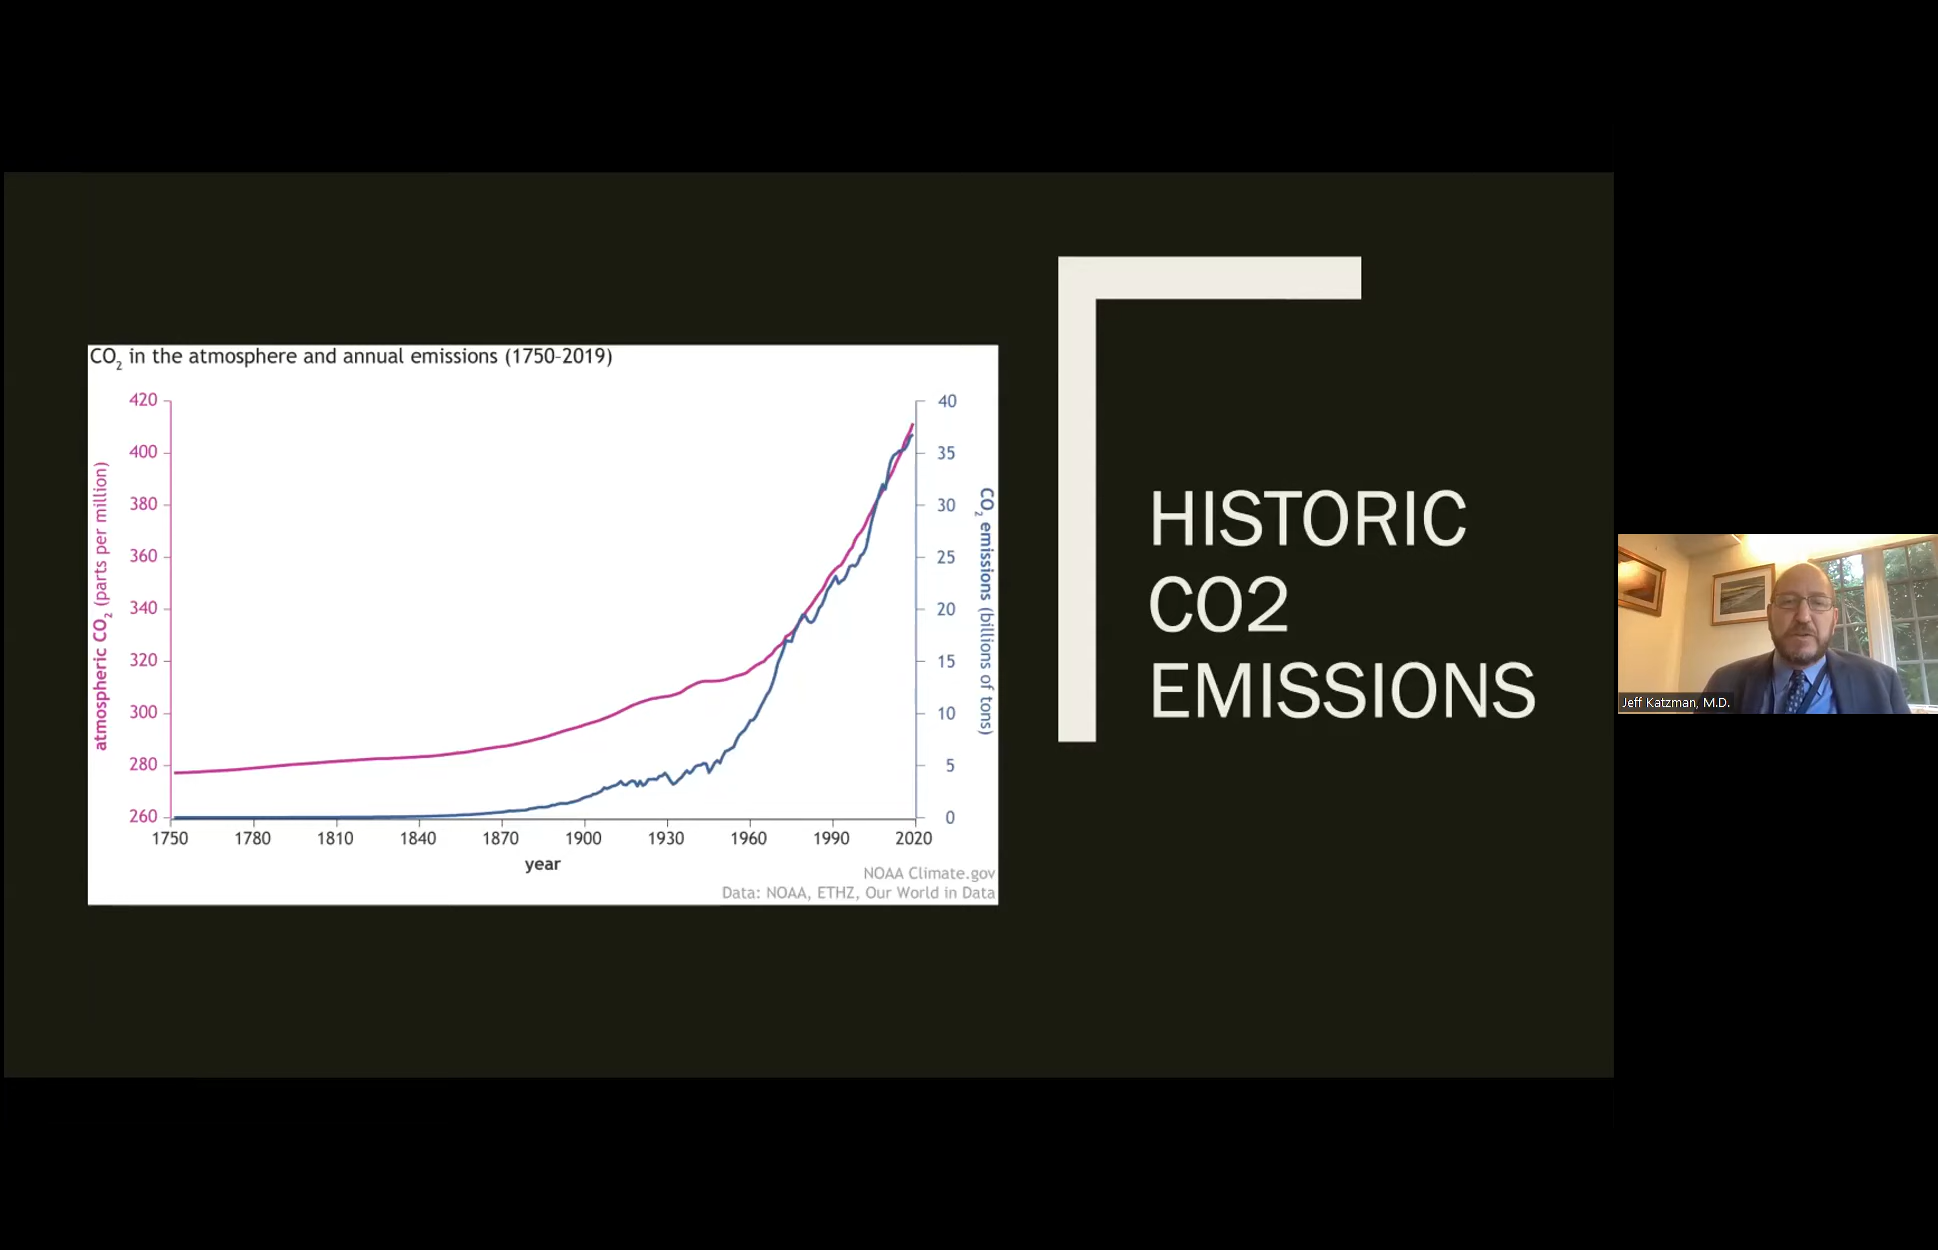 CO2 in the atmosphere and annual emissions (1750-2019)
420
400
380
360
340
320
300
280
260
atmospheric CO2 (parts per million)
40
35
30
25
20
15
10
5
0
CO2 emissions (billions of tons)
1750 1780 1810 1840 1870 1900 1930 1960 1990 2020
year
NOAA Climate.gov
Data: NOAA, ETHZ, Our World in Data
HISTORIC
CO2
EMISSIONS
Jeff Katzman, M.D.